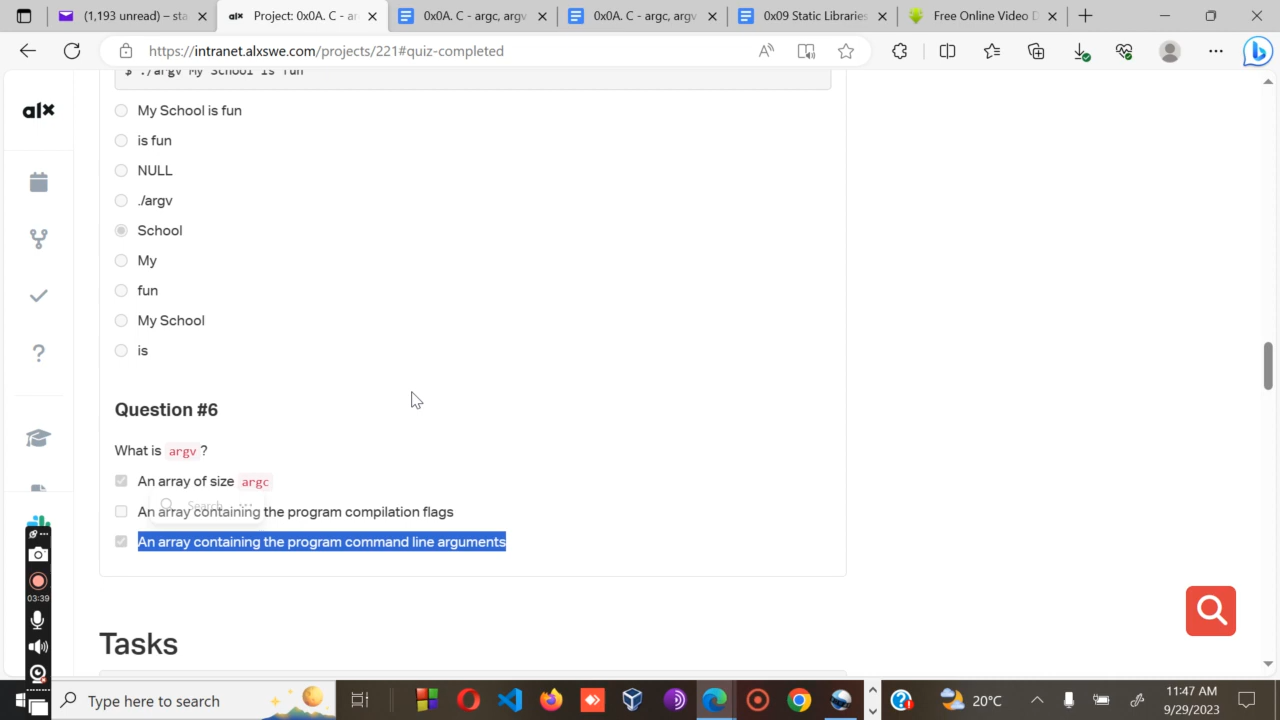 (1,193 unread) – sta
alx Project: 0x0A. C - ar
0x0A. C - argc, argv
0x0A. C - argc, argv
0x09 Static Libraries
Free Online Video D
https://intranet.alxswe.com/projects/221#quiz-completed
alx
$ ./argv My School is fun
My School is fun
is fun
NULL
./argv
School
My
fun
My School
is
Question #6
What is argv ?
An array of size argc
Search
An array containing the program compilation flags
An array containing the program command line arguments
03:39
Tasks
Type here to search
20°C
11:47 AM
9/29/2023